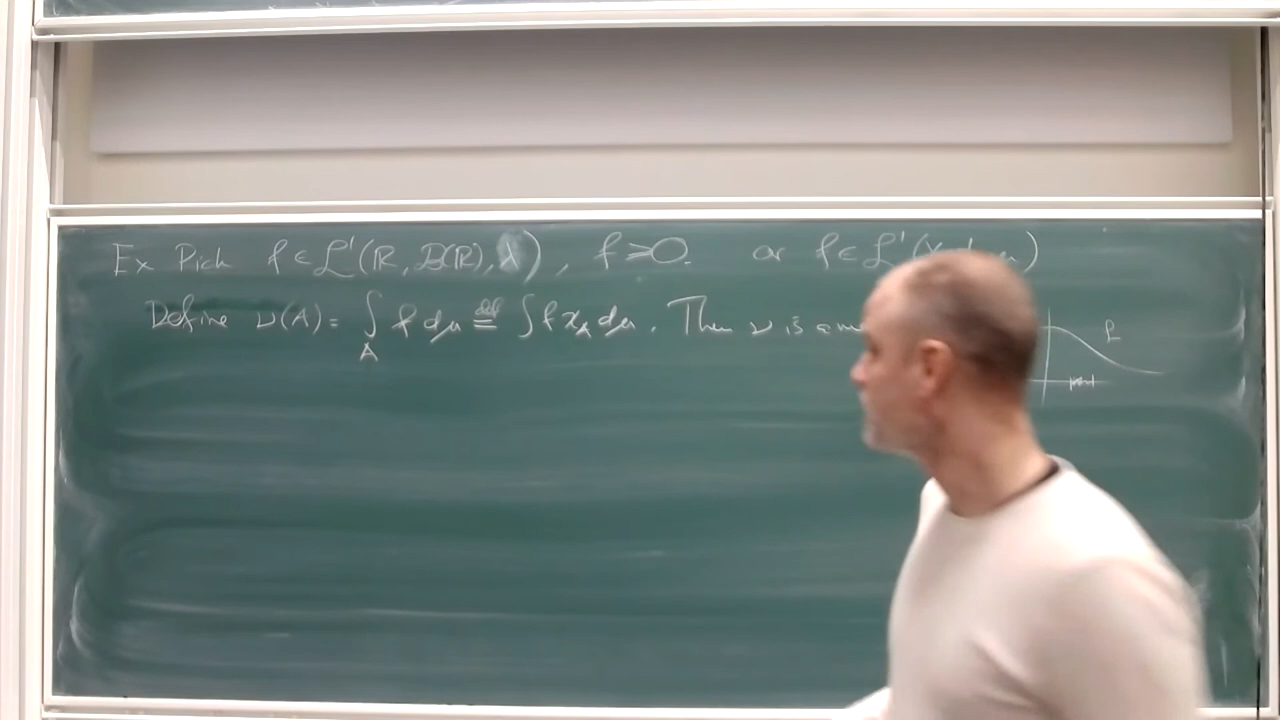 Ex Pick f ∈ ℒ¹(ℝ, ℬ(ℝ), λ), f ≥ 0. or f ∈ ℒ¹(
Define ν(A) = ∫_A f dμ ≝ ∫ f χ_A dμ. Then ν is a
f